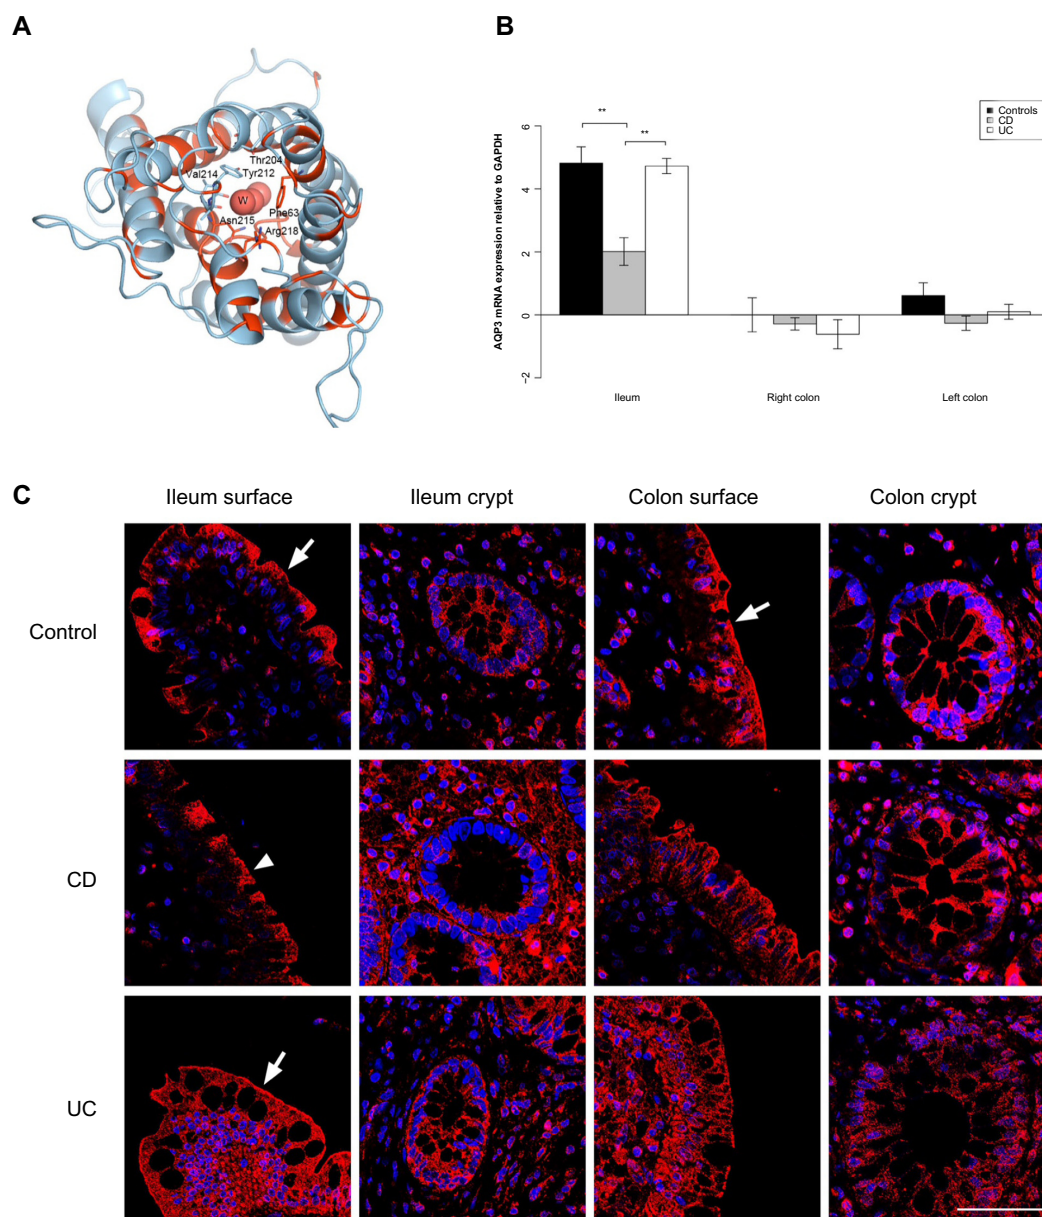 A
Thr204
Val214
Tyr212
W
Phe63
Asn215
Arg218
B
Controls
CD
UC
**
**
6
4
2
0
−2
AQP3 mRNA expression relative to GAPDH
Ileum
Right colon
Left colon
C
Ileum surface
Ileum crypt
Colon surface
Colon crypt
Control
CD
UC